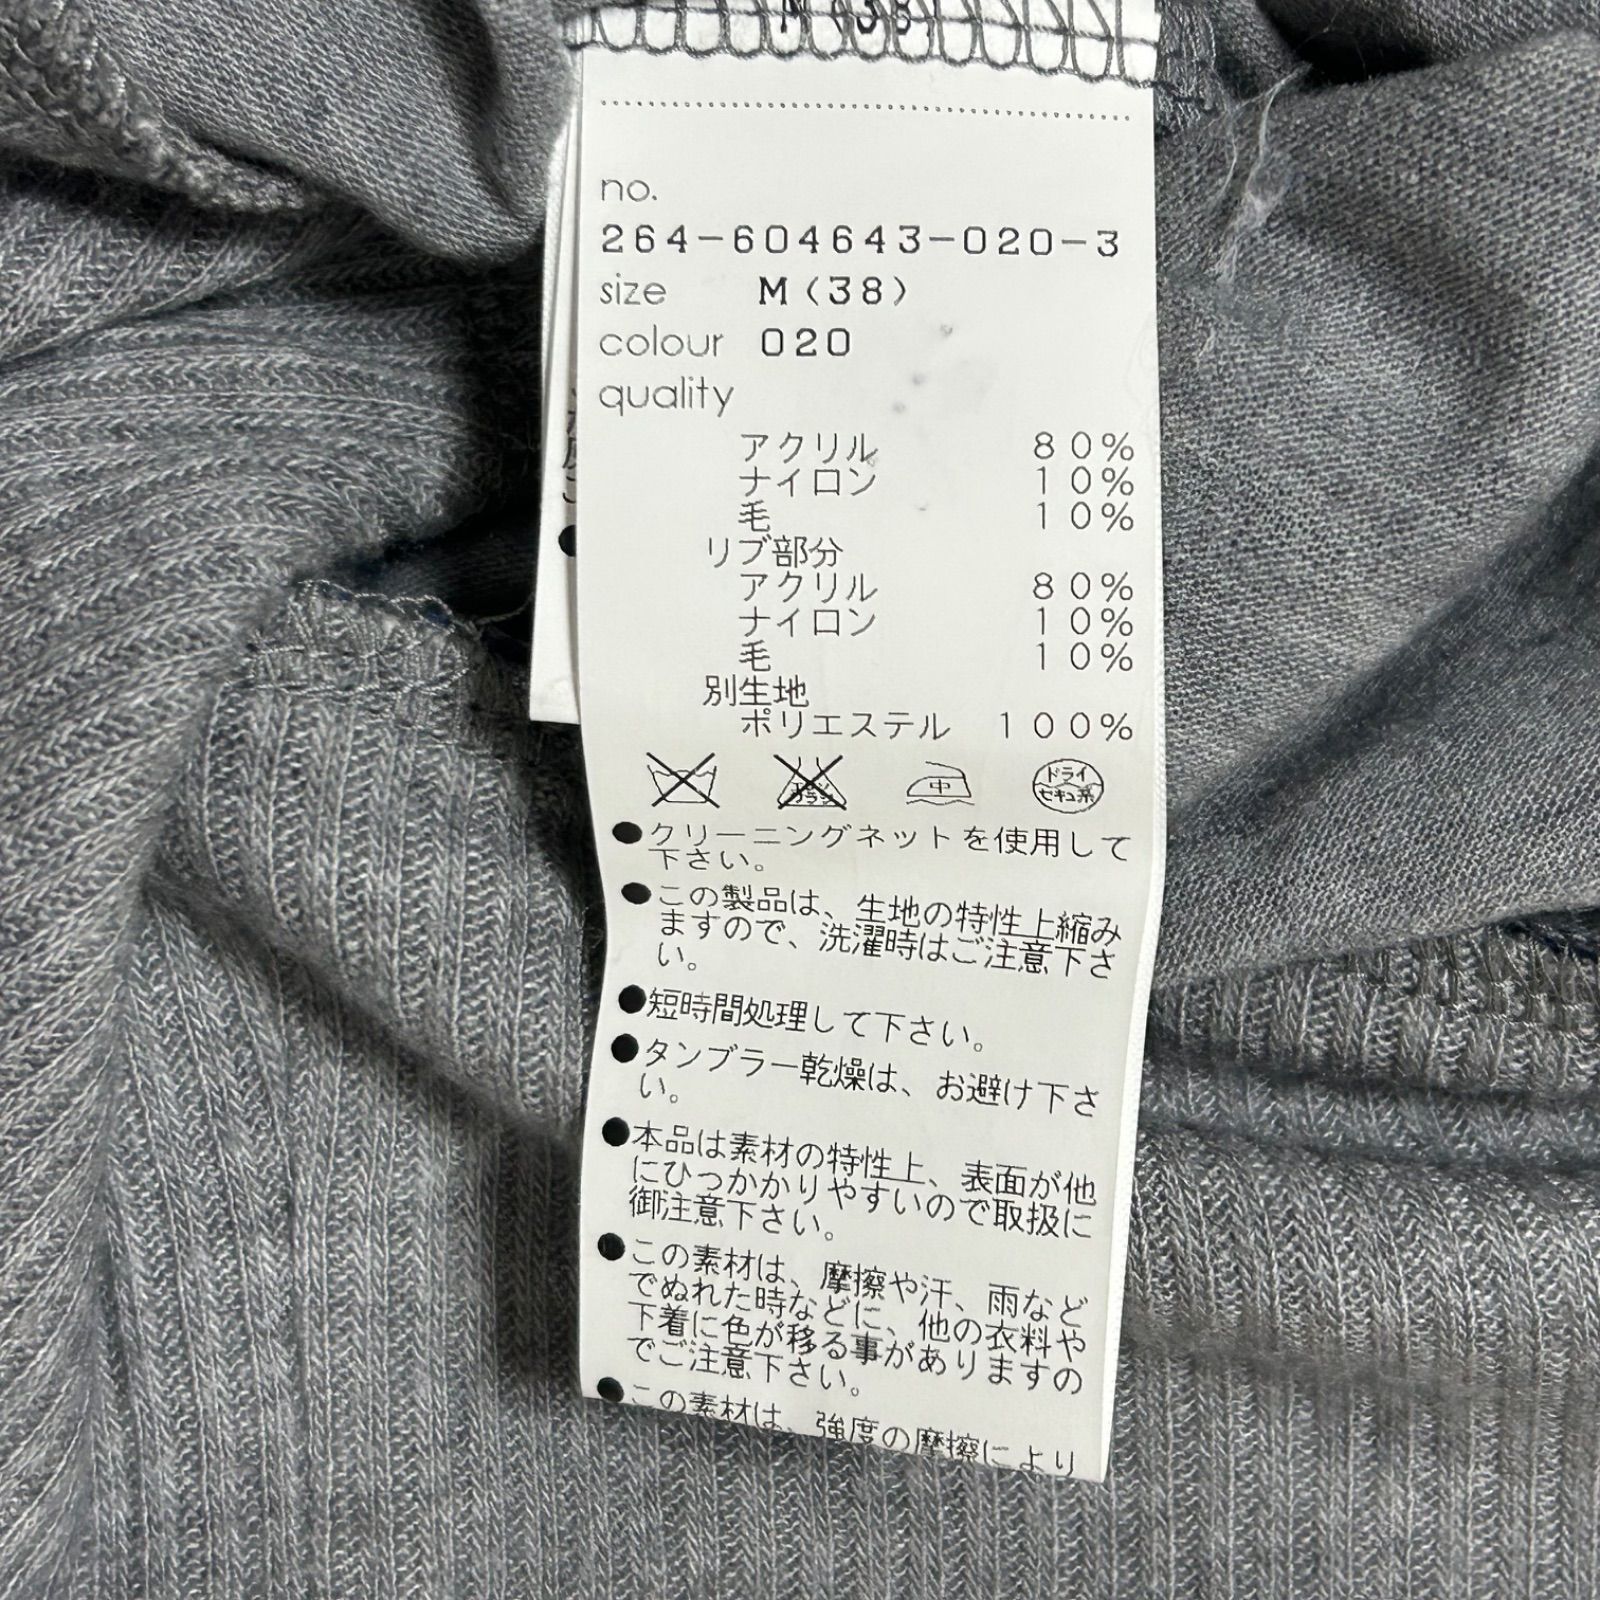 M(38)
no.
264-604643-020-3
size M(38)
colour 020
quality
アクリル 80%
ナイロン 10%
毛 10%
リブ部分
アクリル 80%
ナイロン 10%
毛 10%
別生地
ポリエステル 100%
中
ドライ
セキユ系
●クリーニングネットを使用して
下さい。
●この製品は、生地の特性上縮み
ますので、洗濯時はご注意下さ
い。
●短時間処理して下さい。
●タンブラー乾燥は、お避け下さ
い。
●本品は素材の特性上、表面が他
にひっかかりやすいので取扱に
御注意下さい。
●この素材は、摩擦や汗、雨など
でぬれた時などに、他の衣料や
下着に色が移る事がありますの
でご注意下さい。
●この素材は、強度の摩擦により